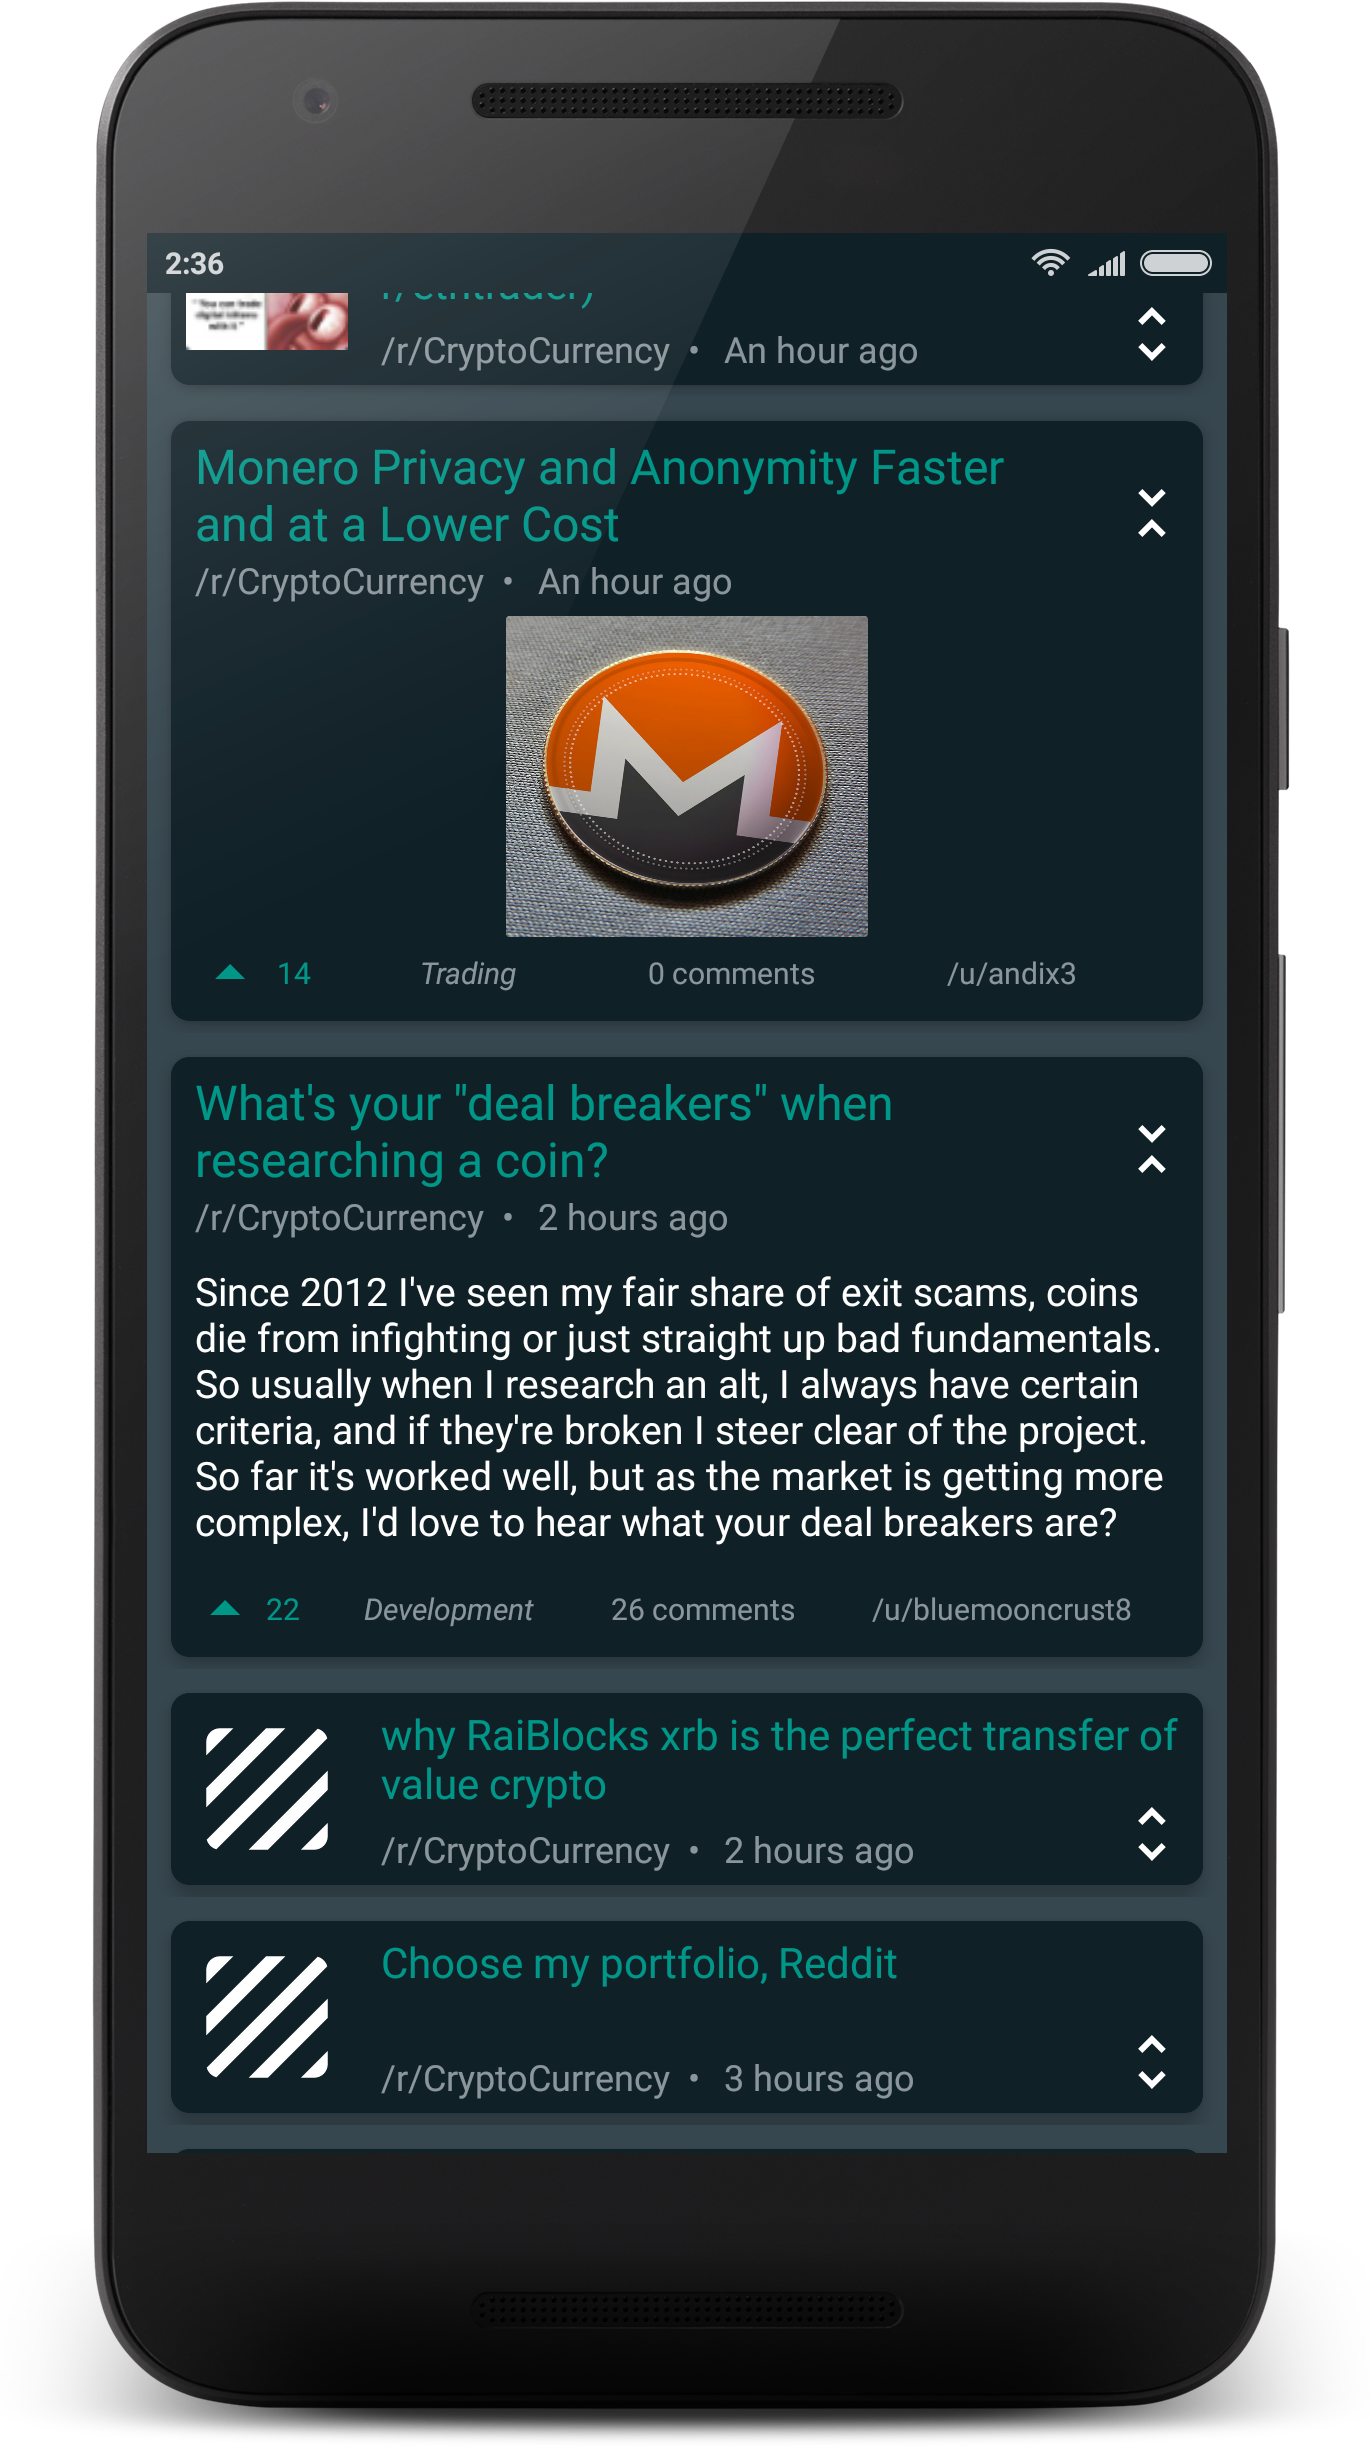 2:36
/r/CryptoCurrency • An hour ago
Monero Privacy and Anonymity Faster
and at a Lower Cost
/r/CryptoCurrency • An hour ago
14 Trading 0 comments /u/andix3
What's your "deal breakers" when
researching a coin?
/r/CryptoCurrency • 2 hours ago
Since 2012 I've seen my fair share of exit scams, coins
die from infighting or just straight up bad fundamentals.
So usually when I research an alt, I always have certain
criteria, and if they're broken I steer clear of the project.
So far it's worked well, but as the market is getting more
complex, I'd love to hear what your deal breakers are?
22 Development 26 comments /u/bluemooncrust8
why RaiBlocks xrb is the perfect transfer of
value crypto
/r/CryptoCurrency • 2 hours ago
Choose my portfolio, Reddit
/r/CryptoCurrency • 3 hours ago